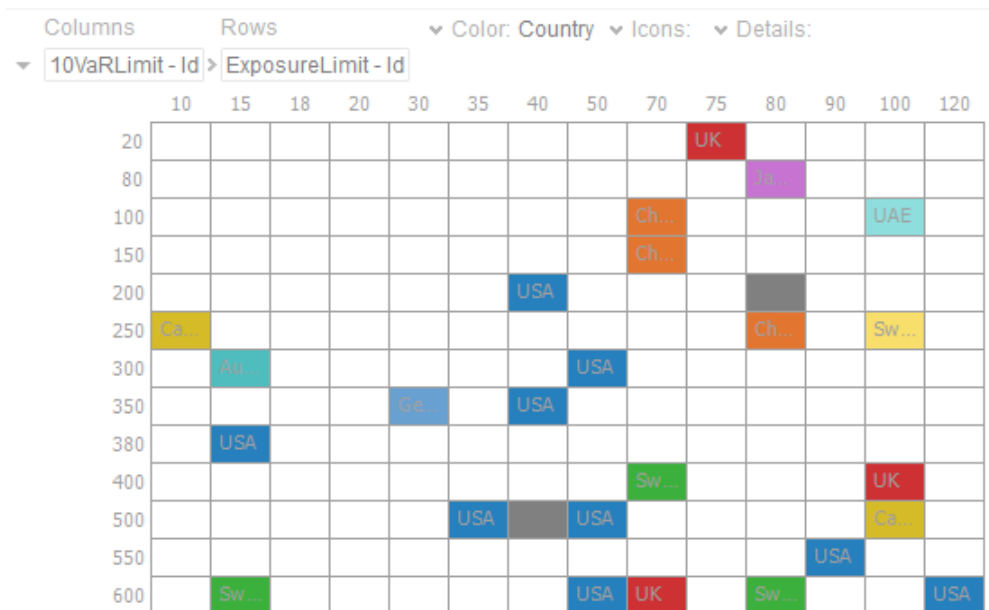 Columns Rows Color: Country Icons: Details:
10VaRLimit - Id > ExposureLimit - Id
10 15 18 20 30 35 40 50 70 75 80 90 100 120
20 UK
80 Ja...
100 Ch... UAE
150 Ch...
200 USA
250 Ca... Ch... Sw...
300 Au... USA
350 Ge... USA
380 USA
400 Sw... UK
500 USA USA Ca...
550 USA
600 Sw... USA UK Sw... USA